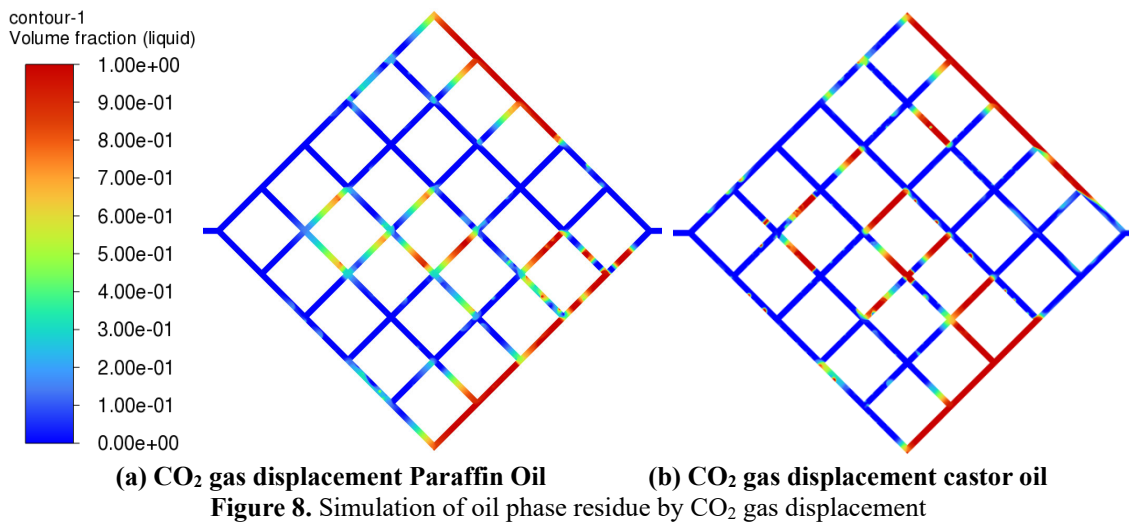 contour-1
Volume fraction (liquid)
1.00e+00
9.00e-01
8.00e-01
7.00e-01
6.00e-01
5.00e-01
4.00e-01
3.00e-01
2.00e-01
1.00e-01
0.00e+00
(a) CO₂ gas displacement Paraffin Oil
(b) CO₂ gas displacement castor oil
Figure 8. Simulation of oil phase residue by CO₂ gas displacement